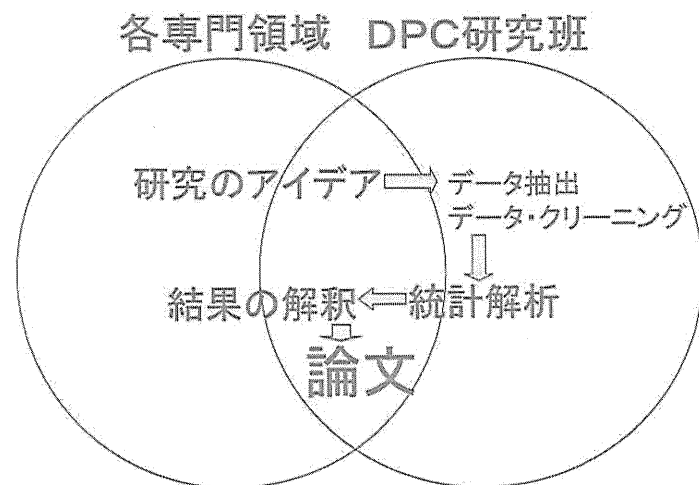 各専門領域 DPC研究班
研究のアイデア
データ抽出
データ・クリーニング
結果の解釈
統計解析
論文